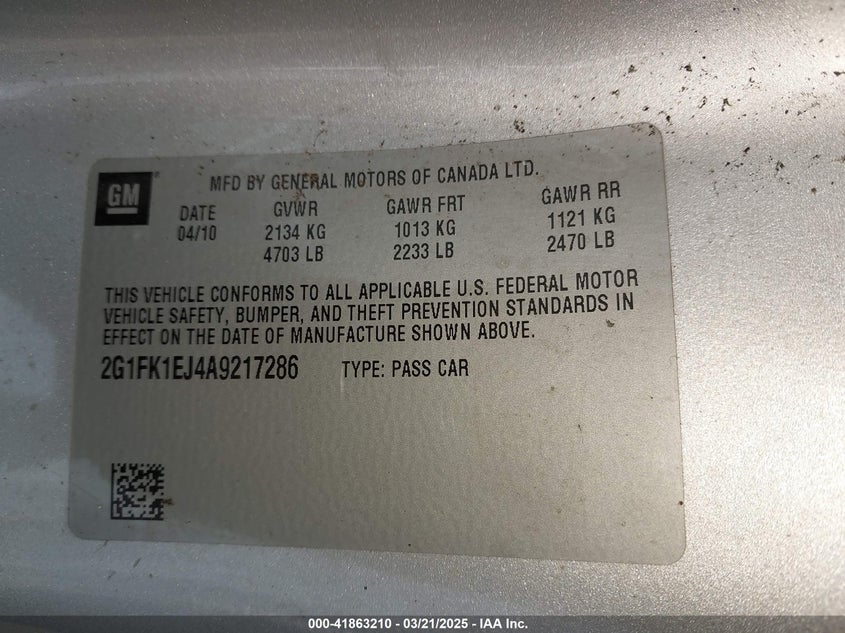 GM®
MFD BY GENERAL MOTORS OF CANADA LTD.
DATE GVWR GAWR FRT GAWR RR
04/10 2134 KG 1013 KG 1121 KG
4703 LB 2233 LB 2470 LB
THIS VEHICLE CONFORMS TO ALL APPLICABLE U.S. FEDERAL MOTOR
VEHICLE SAFETY, BUMPER, AND THEFT PREVENTION STANDARDS IN
EFFECT ON THE DATE OF MANUFACTURE SHOWN ABOVE.
2G1FK1EJ4A9217286 TYPE: PASS CAR
000-41863210 - 03/21/2025 - IAA Inc.